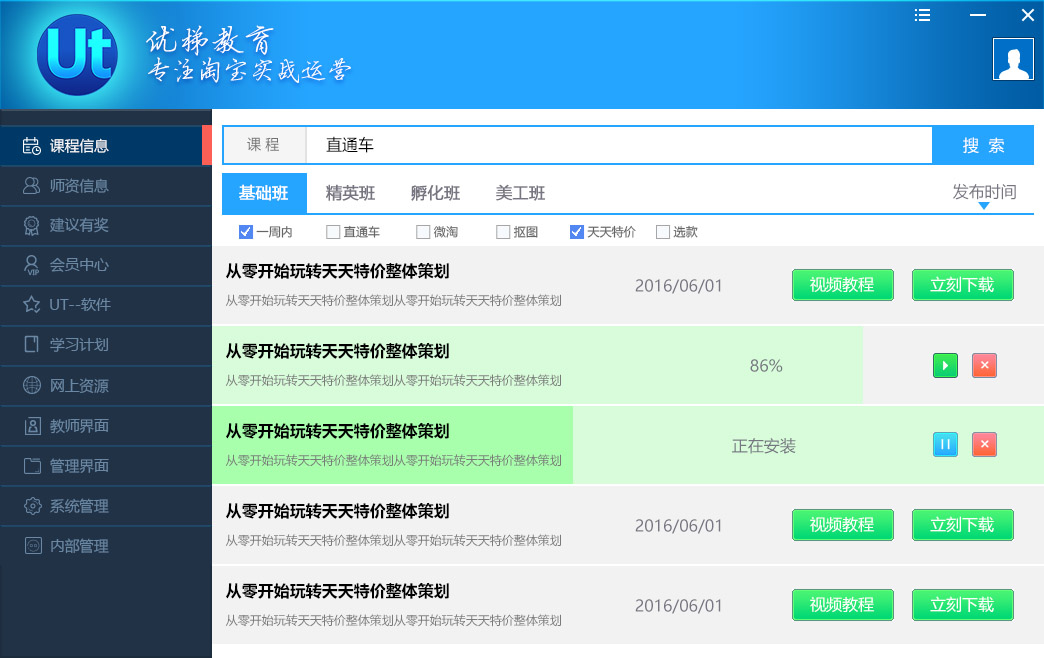 Ut
优梯教育
专注淘宝实战运营
课程信息
师资信息
建议有奖
VIP 会员中心
UT--软件
学习计划
网上资源
教师界面
管理界面
系统管理
内部管理
课 程 直通车 搜 索
基础班 精英班 孵化班 美工班 发布时间
一周内 直通车 微淘 抠图 天天特价 选款
从零开始玩转天天特价整体策划
从零开始玩转天天特价整体策划从零开始玩转天天特价整体策划
2016/06/01 视频教程 立刻下载
从零开始玩转天天特价整体策划
从零开始玩转天天特价整体策划从零开始玩转天天特价整体策划
86%
从零开始玩转天天特价整体策划
从零开始玩转天天特价整体策划从零开始玩转天天特价整体策划
正在安装
从零开始玩转天天特价整体策划
从零开始玩转天天特价整体策划从零开始玩转天天特价整体策划
2016/06/01 视频教程 立刻下载
从零开始玩转天天特价整体策划
从零开始玩转天天特价整体策划从零开始玩转天天特价整体策划
2016/06/01 视频教程 立刻下载